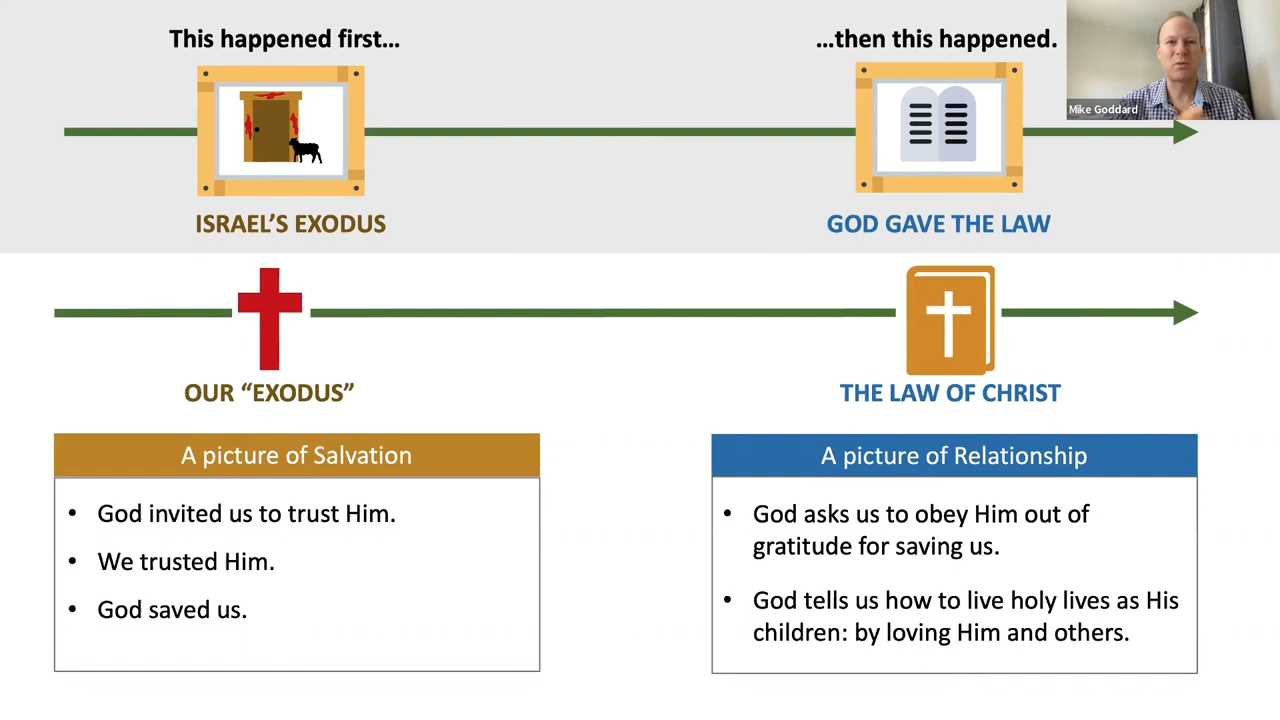 This happened first…
…then this happened.
Mike Goddard
ISRAEL’S EXODUS
GOD GAVE THE LAW
OUR “EXODUS”
THE LAW OF CHRIST
A picture of Salvation
• God invited us to trust Him.
• We trusted Him.
• God saved us.
A picture of Relationship
• God asks us to obey Him out of
gratitude for saving us.
• God tells us how to live holy lives as His
children: by loving Him and others.